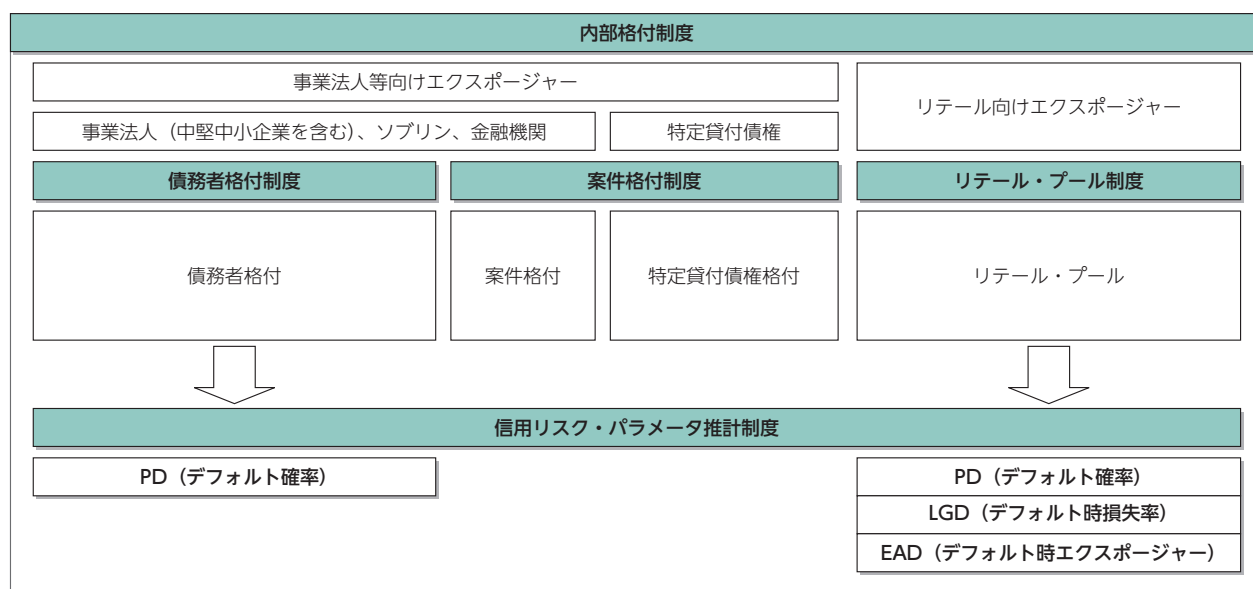 内部格付制度
事業法人等向けエクスポージャー
リテール向けエクスポージャー
事業法人（中堅中小企業を含む）、ソブリン、金融機関
特定貸付債権
債務者格付制度
案件格付制度
リテール・プール制度
債務者格付
案件格付
特定貸付債権格付
リテール・プール
信用リスク・パラメータ推計制度
PD（デフォルト確率）
PD（デフォルト確率）
LGD（デフォルト時損失率）
EAD（デフォルト時エクスポージャー）